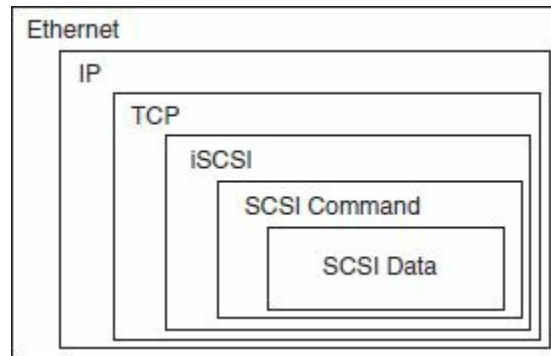 Ethernet
IP
TCP
iSCSI
SCSI Command
SCSI Data